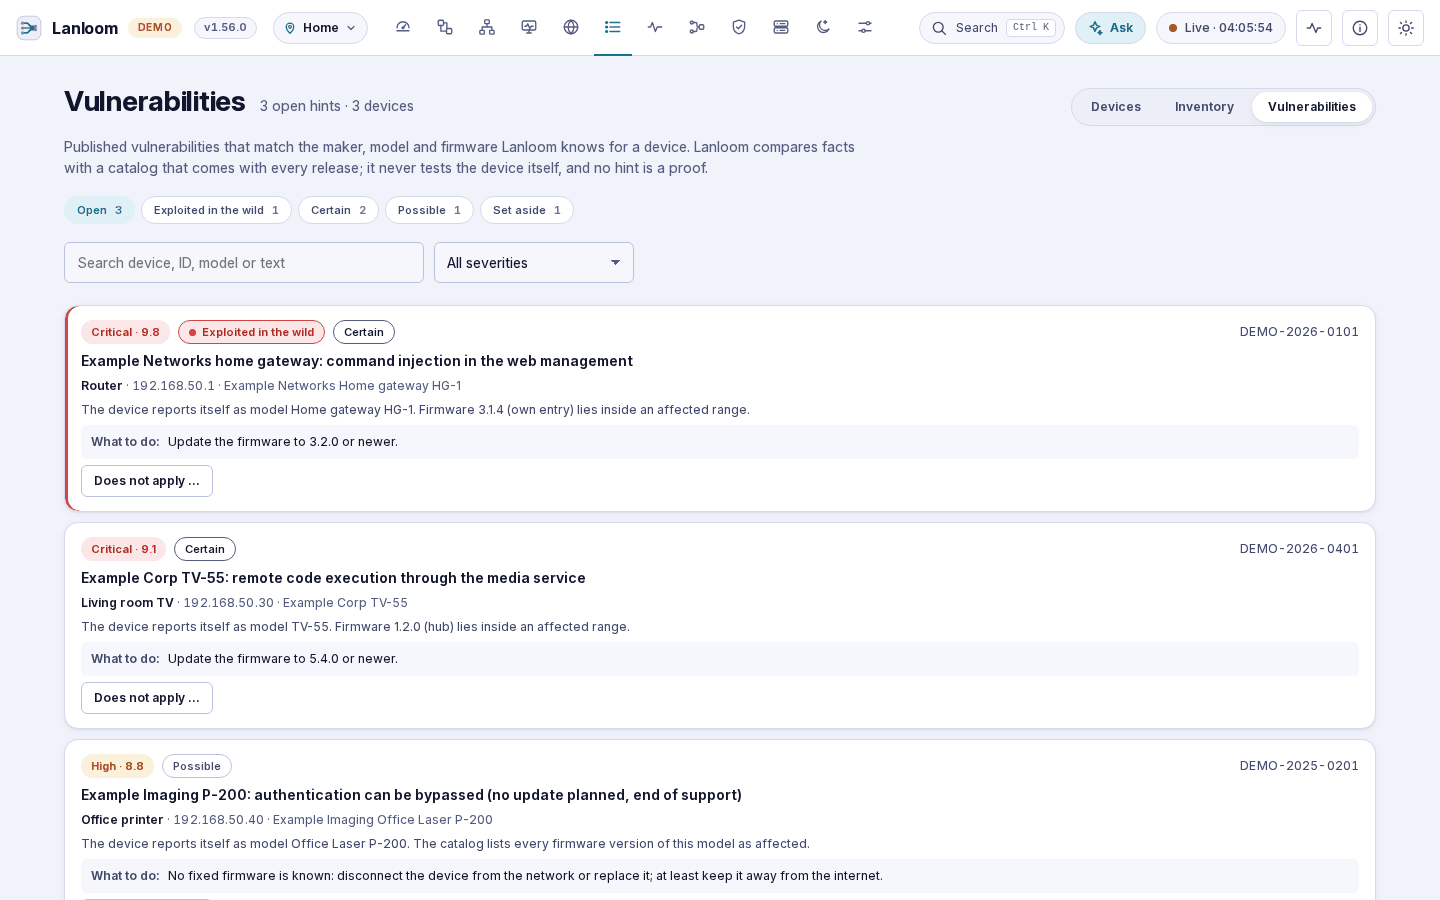 Lanloom DEMO v1.56.0 Home Search Ctrl K Ask Live · 04:05:54
Vulnerabilities 3 open hints · 3 devices Devices Inventory Vulnerabilities
Published vulnerabilities that match the maker, model and firmware Lanloom knows for a device. Lanloom compares facts
with a catalog that comes with every release; it never tests the device itself, and no hint is a proof.
Open 3 Exploited in the wild 1 Certain 2 Possible 1 Set aside 1
Search device, ID, model or text All severities
Critical · 9.8 Exploited in the wild Certain DEMO-2026-0101
Example Networks home gateway: command injection in the web management
Router · 192.168.50.1 · Example Networks Home gateway HG-1
The device reports itself as model Home gateway HG-1. Firmware 3.1.4 (own entry) lies inside an affected range.
What to do: Update the firmware to 3.2.0 or newer.
Does not apply ...
Critical · 9.1 Certain DEMO-2026-0401
Example Corp TV-55: remote code execution through the media service
Living room TV · 192.168.50.30 · Example Corp TV-55
The device reports itself as model TV-55. Firmware 1.2.0 (hub) lies inside an affected range.
What to do: Update the firmware to 5.4.0 or newer.
Does not apply ...
High · 8.8 Possible DEMO-2025-0201
Example Imaging P-200: authentication can be bypassed (no update planned, end of support)
Office printer · 192.168.50.40 · Example Imaging Office Laser P-200
The device reports itself as model Office Laser P-200. The catalog lists every firmware version of this model as affected.
What to do: No fixed firmware is known: disconnect the device from the network or replace it; at least keep it away from the internet.